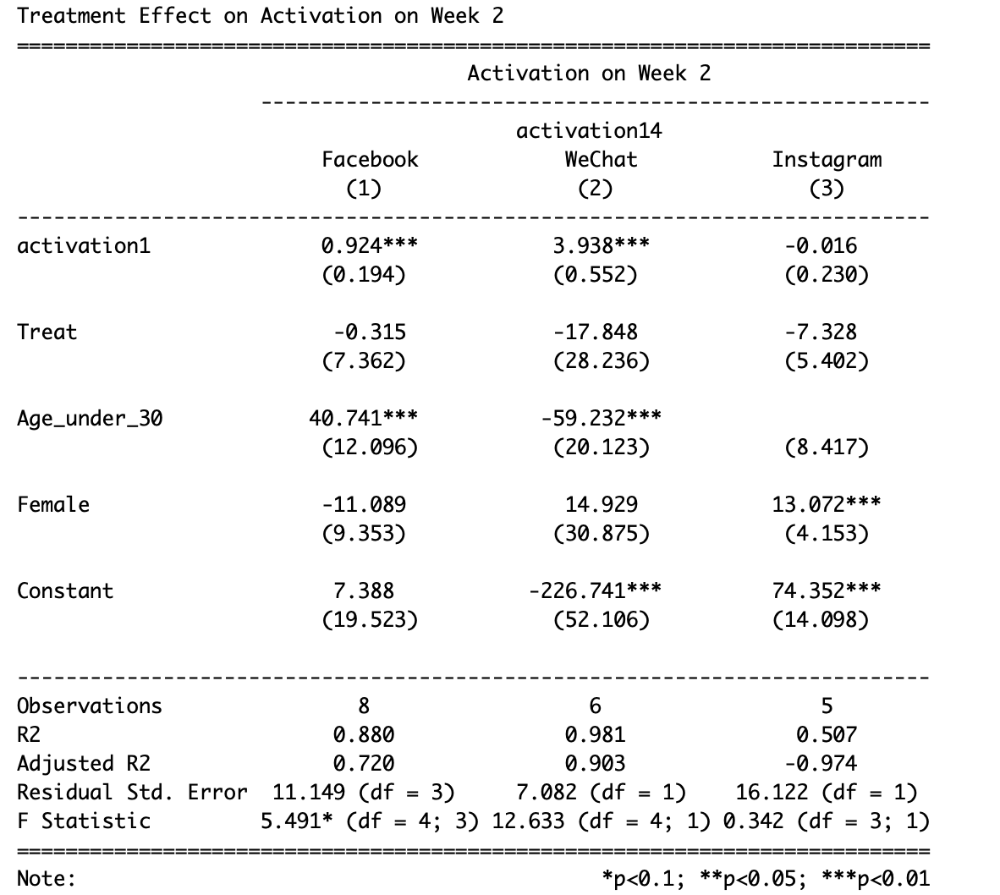 Treatment Effect on Activation on Week 2
===========================================================================
Activation on Week 2
-------------------------------------------------------
activation14
Facebook WeChat Instagram
(1) (2) (3)
---------------------------------------------------------------------------
activation1 0.924*** 3.938*** -0.016
(0.194) (0.552) (0.230)
Treat -0.315 -17.848 -7.328
(7.362) (28.236) (5.402)
Age_under_30 40.741*** -59.232***
(12.096) (20.123) (8.417)
Female -11.089 14.929 13.072***
(9.353) (30.875) (4.153)
Constant 7.388 -226.741*** 74.352***
(19.523) (52.106) (14.098)
---------------------------------------------------------------------------
Observations 8 6 5
R2 0.880 0.981 0.507
Adjusted R2 0.720 0.903 -0.974
Residual Std. Error 11.149 (df = 3) 7.082 (df = 1) 16.122 (df = 1)
F Statistic 5.491* (df = 4; 3) 12.633 (df = 4; 1) 0.342 (df = 3; 1)
===========================================================================
Note: *p<0.1; **p<0.05; ***p<0.01